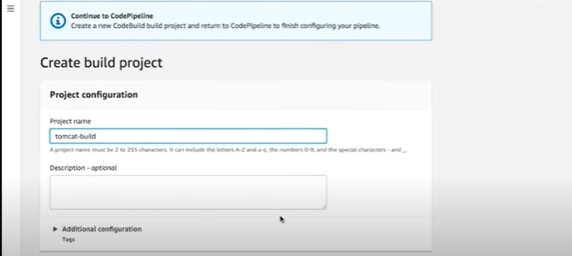 Continue to CodePipeline
Create a new CodeBuild build project and return to CodePipeline to finish configuring your pipeline.
Create build project
Project configuration
Project name
tomcat-build
A project name must be 2 to 255 characters. It can include the letters A-Z and a-z, the numbers 0-9, and the special characters - and _.
Description - optional
Additional configuration
Tags